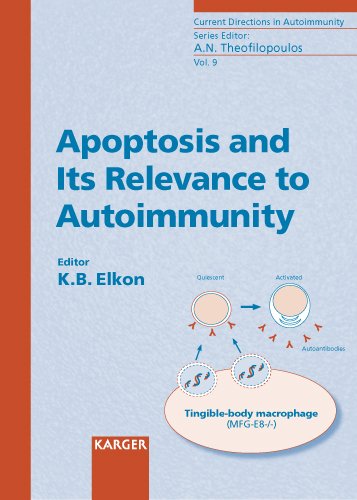 Current Directions in Autoimmunity
Series Editor:
A.N. Theofilopoulos
Vol. 9
Apoptosis and
Its Relevance to
Autoimmunity
Editor
K.B. Elkon
Quiescent
Activated
Autoantibodies
Tingible-body macrophage
(MFG-E8-/-)
KARGER